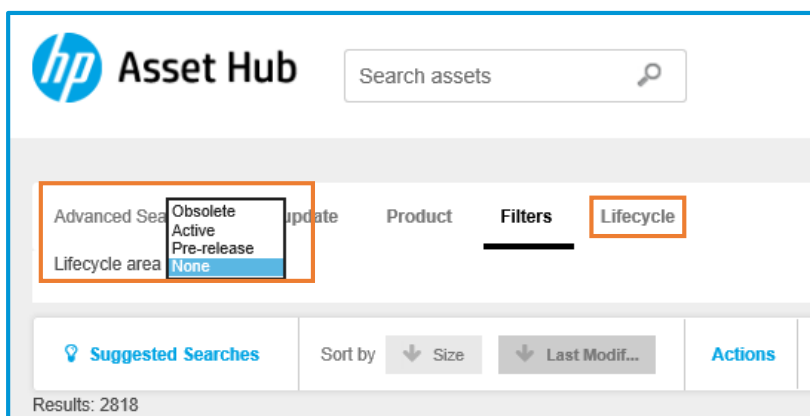 hp Asset Hub Search assets
Advanced Sea update Product Filters Lifecycle
Obsolete
Active
Pre-release
Lifecycle area None
Suggested Searches Sort by Size Last Modif... Actions
Results: 2818